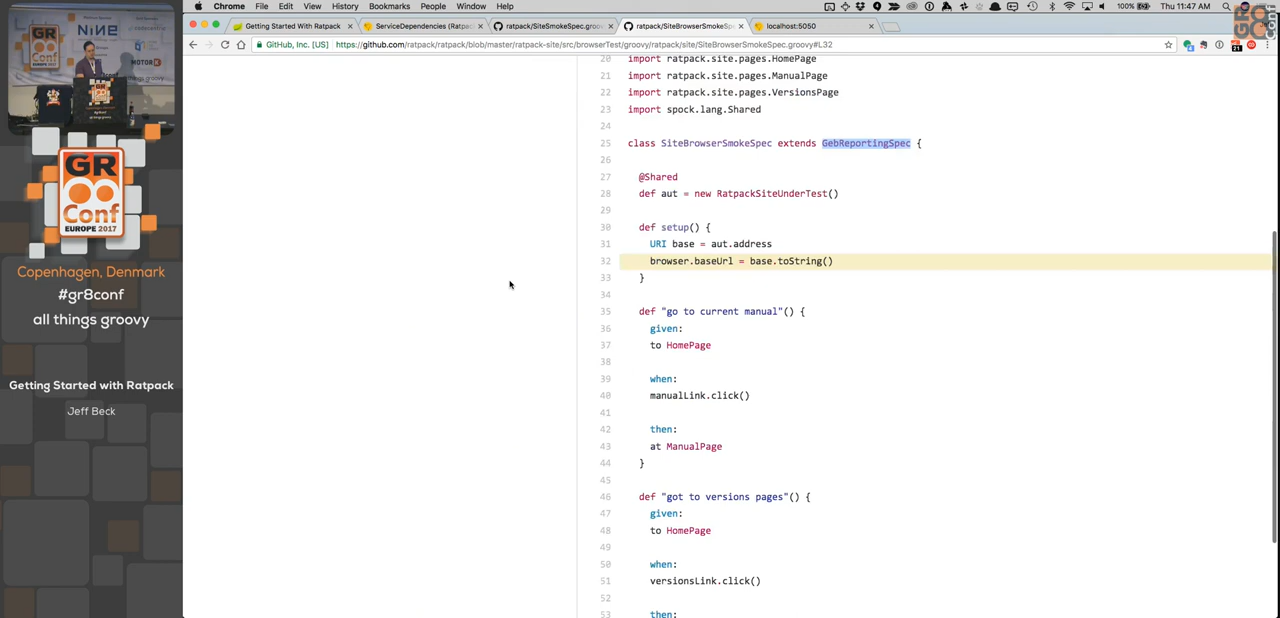 Chrome File Edit View History Bookmarks People Window Help
100% Thu 11:47 AM
Getting Started With Ratpack
ServiceDependencies (Ratpac
ratpack/SiteSmokeSpec.groov
ratpack/SiteBrowserSmokeSpec
localhost:5050
GitHub, Inc. [US] https://github.com/ratpack/ratpack/blob/master/ratpack-site/src/browserTest/groovy/ratpack/site/SiteBrowserSmokeSpec.groovy#L32
20 import ratpack.site.pages.HomePage
21 import ratpack.site.pages.ManualPage
22 import ratpack.site.pages.VersionsPage
23 import spock.lang.Shared
24
25 class SiteBrowserSmokeSpec extends GebReportingSpec {
26
27 @Shared
28 def aut = new RatpackSiteUnderTest()
29
30 def setup() {
31 URI base = aut.address
32 browser.baseUrl = base.toString()
33 }
34
35 def "go to current manual"() {
36 given:
37 to HomePage
38
39 when:
40 manualLink.click()
41
42 then:
43 at ManualPage
44 }
45
46 def "got to versions pages"() {
47 given:
48 to HomePage
49
50 when:
51 versionsLink.click()
52
53 then:
GR
Conf
EUROPE 2017
Copenhagen, Denmark
#gr8conf
all things groovy
Getting Started with Ratpack
Jeff Beck